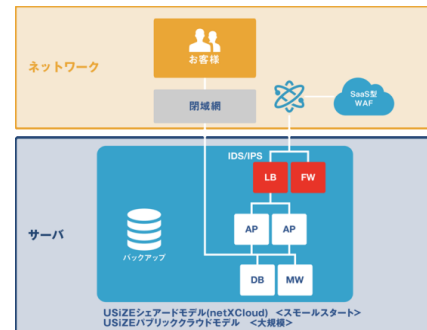 ネットワーク
お客様
閉域網
SaaS型
WAF
IDS/IPS
LB
FW
サーバ
AP
AP
バックアップ
DB
MW
USiZEシェアードモデル(netXCloud) <スモールスタート>
USiZEパブリッククラウドモデル <大規模>